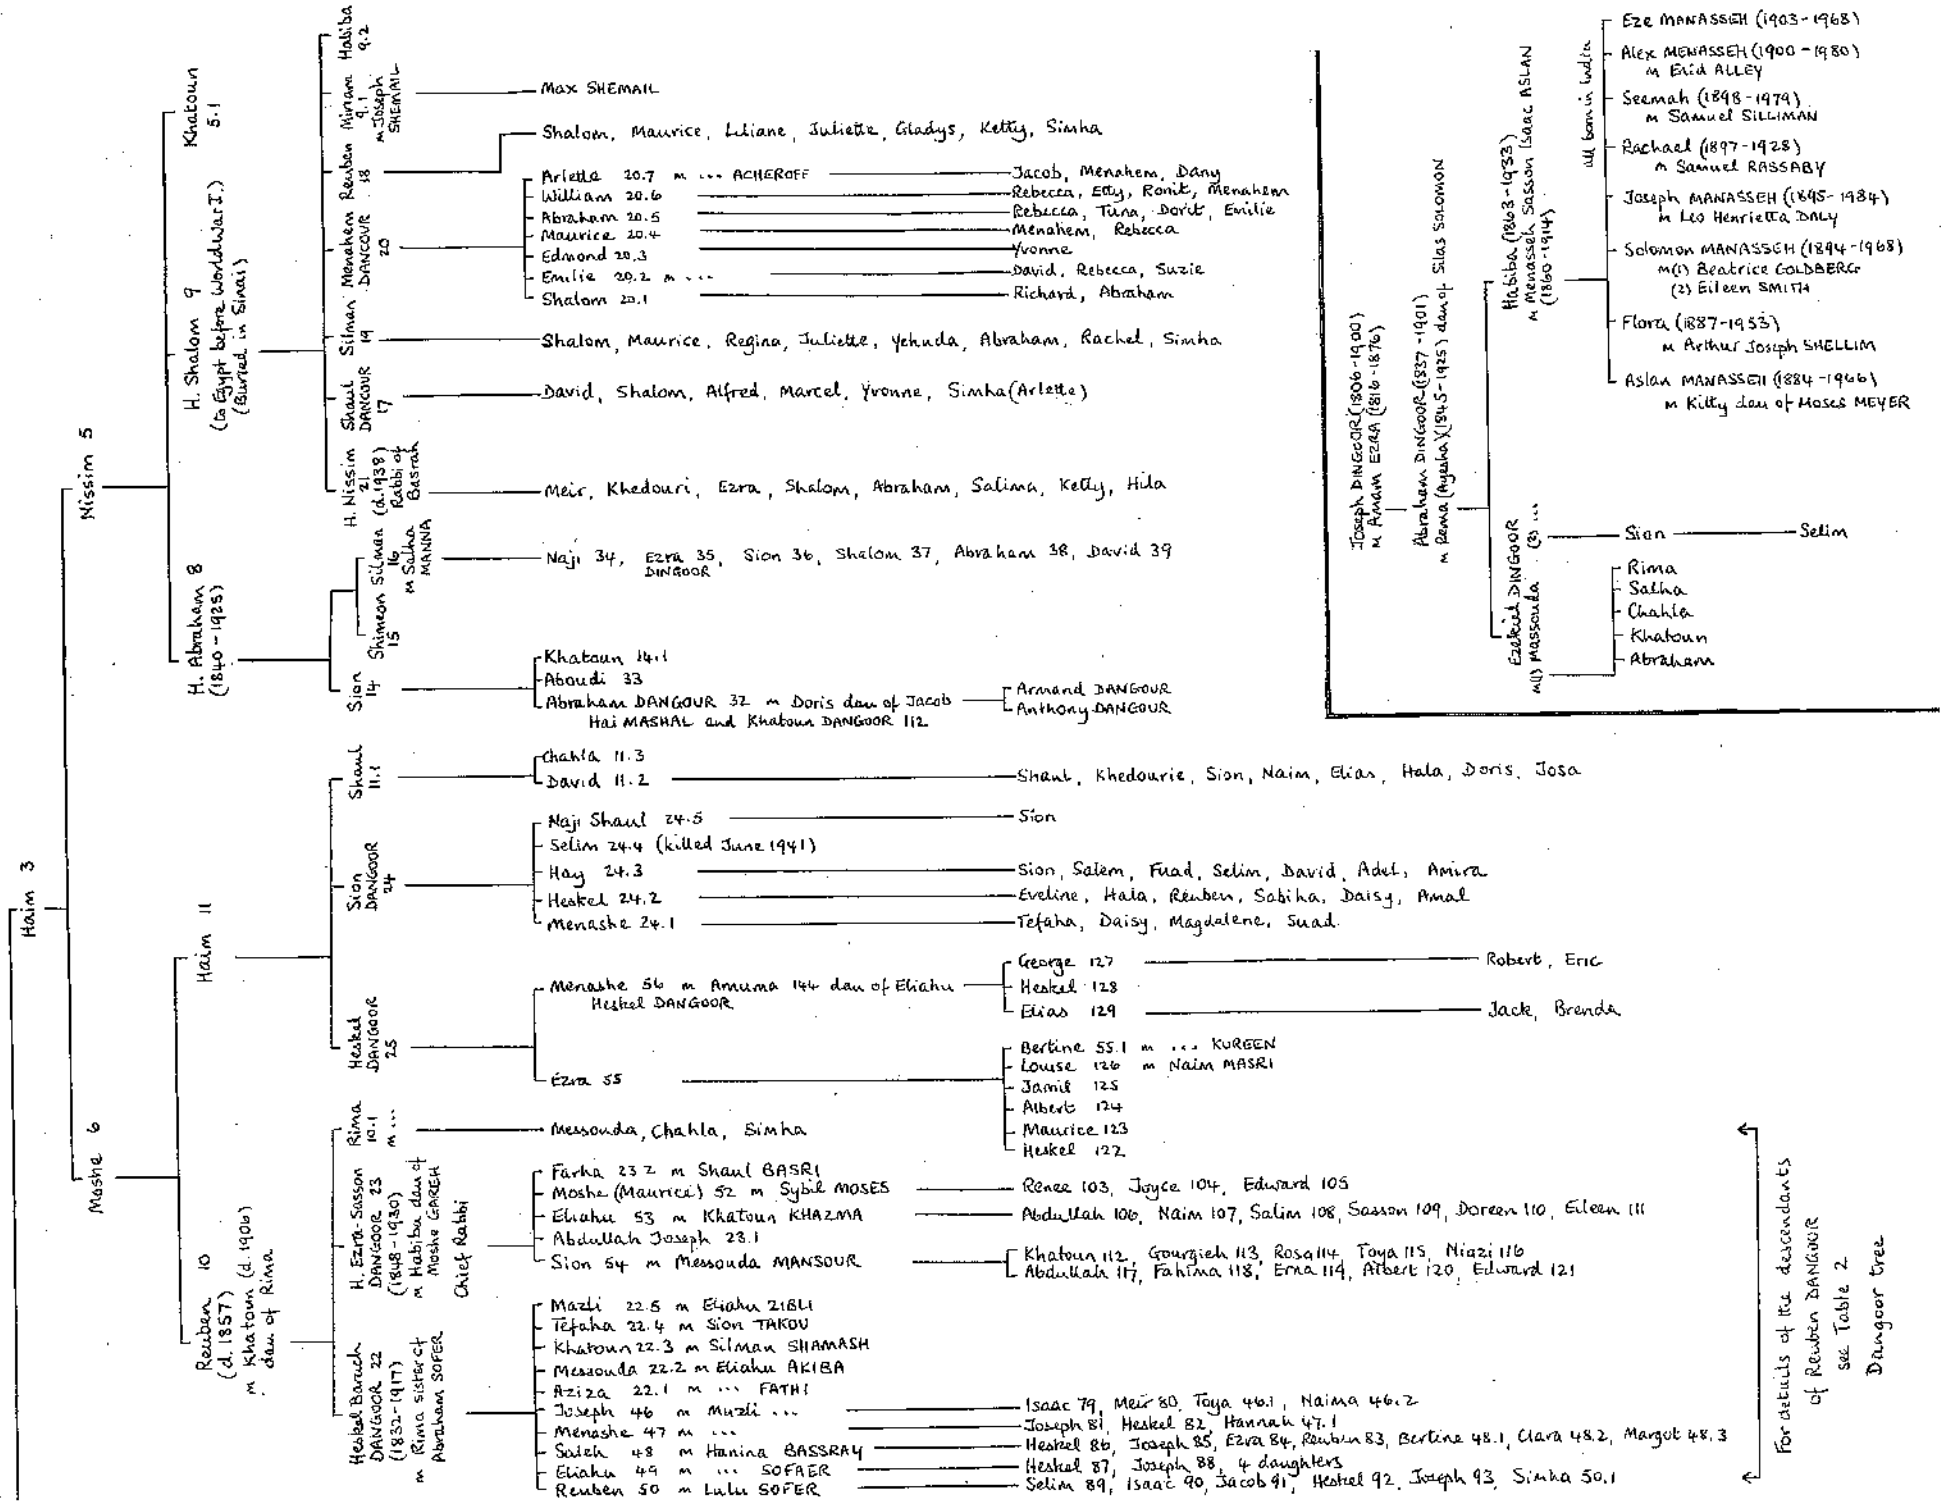 Haim 3
Nissim 5
Moshe 6
Khatoun
5.1
H. Shalom 9
(to Egypt before World War I.)
(Buried in Sinai)
H. Abraham 8
(1840-1925)
Haim 11
Reuben 10
(d. 1857)
m Khatoun (d. 1906)
dau of Rima
Habiba
9.2
Miriam
9.1
m Joseph
SHEMAIL
Max SHEMAIL
Reuben
18
Shalom, Maurice, Liliane, Juliette, Gladys, Ketty, Simha
Menahem
DANGOUR
20
Arlette 20.7 m ... ACHEROFF
Jacob, Menahem, Dany
William 20.6
Rebecca, Edy, Ronit, Menahem
Abraham 20.5
Rebecca, Tuna, Dorit, Emilie
Maurice 20.4
Menahem, Rebecca
Edmond 20.3
Yvonne
Emilie 20.2 m ...
David, Rebecca, Suzie
Shalom 20.1
Richard, Abraham
Silman
19
Shalom, Maurice, Regina, Juliette, Yehuda, Abraham, Rachel, Simha
Shaul
DANGOUR
17
David, Shalom, Alfred, Marcel, Yvonne, Simha (Arlette)
H. Nissim
21
(d. 1938)
Rabbi of
Basrah
Meir, Khedouri, Ezra, Shalom, Abraham, Salima, Ketty, Hila
Silman
16
m Salha
MANNA
Naji 34, Ezra 35, Sion 36, Shalom 37, Abraham 38, David 39
DINGOOR
Shimeon
15
Sion
14
Khatoun 14.1
Aboudi 33
Abraham DANGOUR 32 m Doris dau of Jacob
Hai MASHAL and Khatoun DANGOOR 112
Armand DANGOUR
Anthony DANGOUR
Shaul
11.1
Chahla 11.3
David 11.2
Shaul, Khedourie, Sion, Naim, Elias, Hala, Doris, Josa
Sion
DANGOOR
24
Naji Shaul 24.5
Sion
Selim 24.4 (killed June 1941)
Hay 24.3
Sion, Salem, Fuad, Selim, David, Adel, Amira
Heskel 24.2
Eveline, Hala, Reuben, Sabiha, Daisy, Amal
Menashe 24.1
Tefaha, Daisy, Magdalene, Suad.
Heskel
DANGOOR
25
Menashe 56 m Amuma 144 dau of Eliahu
Heskel DANGOOR
George 127
Robert, Eric
Heskel 128
Elias 129
Jack, Brenda
Ezra 55
Bertine 55.1 m ... KUREEN
Louise 126 m Naim MASRI
Jamil 125
Albert 124
Maurice 123
Heskel 122
Rima
10.1
m ...
Messouda, Chahla, Simha
H. Ezra-Sasson
DANGOOR 23
(1848-1930)
m Habiba dau of
Moshe GAREH
Chief Rabbi
Farha 23.2 m Shaul BASRI
Moshe (Maurice) 52 m Sybil MOSES
Renee 103, Joyce 104, Edward 105
Eliahu 53 m Khatoun KHAZMA
Abdullah 106, Naim 107, Salim 108, Sasson 109, Doreen 110, Eileen 111
Abdullah Joseph 23.1
Sion 54 m Messouda MANSOUR
Khatoun 112, Gourgieh 113, Rosa 114, Toya 115, Niazi 116
Abdullah 117, Fahima 118, Erna 119, Albert 120, Edward 121
Heskel Baruch
DANGOOR 22
(1832-1917)
m Rima sister of
Abraham SOFER
Mazli 22.5 m Eliahu ZIBLI
Tefaha 22.4 m Sion TAKOU
Khatoun 22.3 m Silman SHAMASH
Messouda 22.2 m Eliahu AKIBA
Aziza 22.1 m ... FATHI
Joseph 46 m Muzli ...
Isaac 79, Meir 80, Toya 46.1, Naima 46.2
Menashe 47 m ...
Joseph 81, Heskel 82, Hannah 47.1
Saleh 48 m Hanina BASSRAY
Heskel 86, Joseph 85, Ezra 84, Reuben 83, Bertine 48.1, Clara 48.2, Margot 48.3
Eliahu 49 m ... SOFAER
Heskel 87, Joseph 88, 4 daughters
Reuben 50 m Lulu SOFER
Selim 89, Isaac 90, Jacob 91, Heskel 92, Joseph 93, Simha 50.1
For details of the descendants
of Reuben DANGOOR
see Table 2
Dangoor tree
Joseph DINGOOR (1806-1900)
m Amam EZRA (1816-1876)
Abraham DINGOOR (1837-1901)
m Rema (Ayesha) (1845-1925) dau of Silas SOLOMON
Habiba (1863-1933)
m Menasseh Sasson Isaac ASLAN
(1860-1914)
all born in India
Eze MANASSEH (1903-1968)
Alex MENASSEH (1900-1980)
m Enid ALLEY
Seemah (1898-1979)
m Samuel SILLIMAN
Rachael (1897-1928)
m Samuel RASSABY
Joseph MANASSEH (1895-1984)
m Leo Henrietta DALY
Solomon MANASSEH (1894-1968)
m(1) Beatrice GOLDBERG
(2) Eileen SMITH
Flora (1887-1953)
m Arthur Joseph SHELLIM
Aslan MANASSEH (1884-1966)
m Kitty dau of Moses MEYER
Ezekiel DINGOOR
m(1) Massouda (3) ...
Sion
Selim
Rima
Salha
Chahla
Khatoun
Abraham